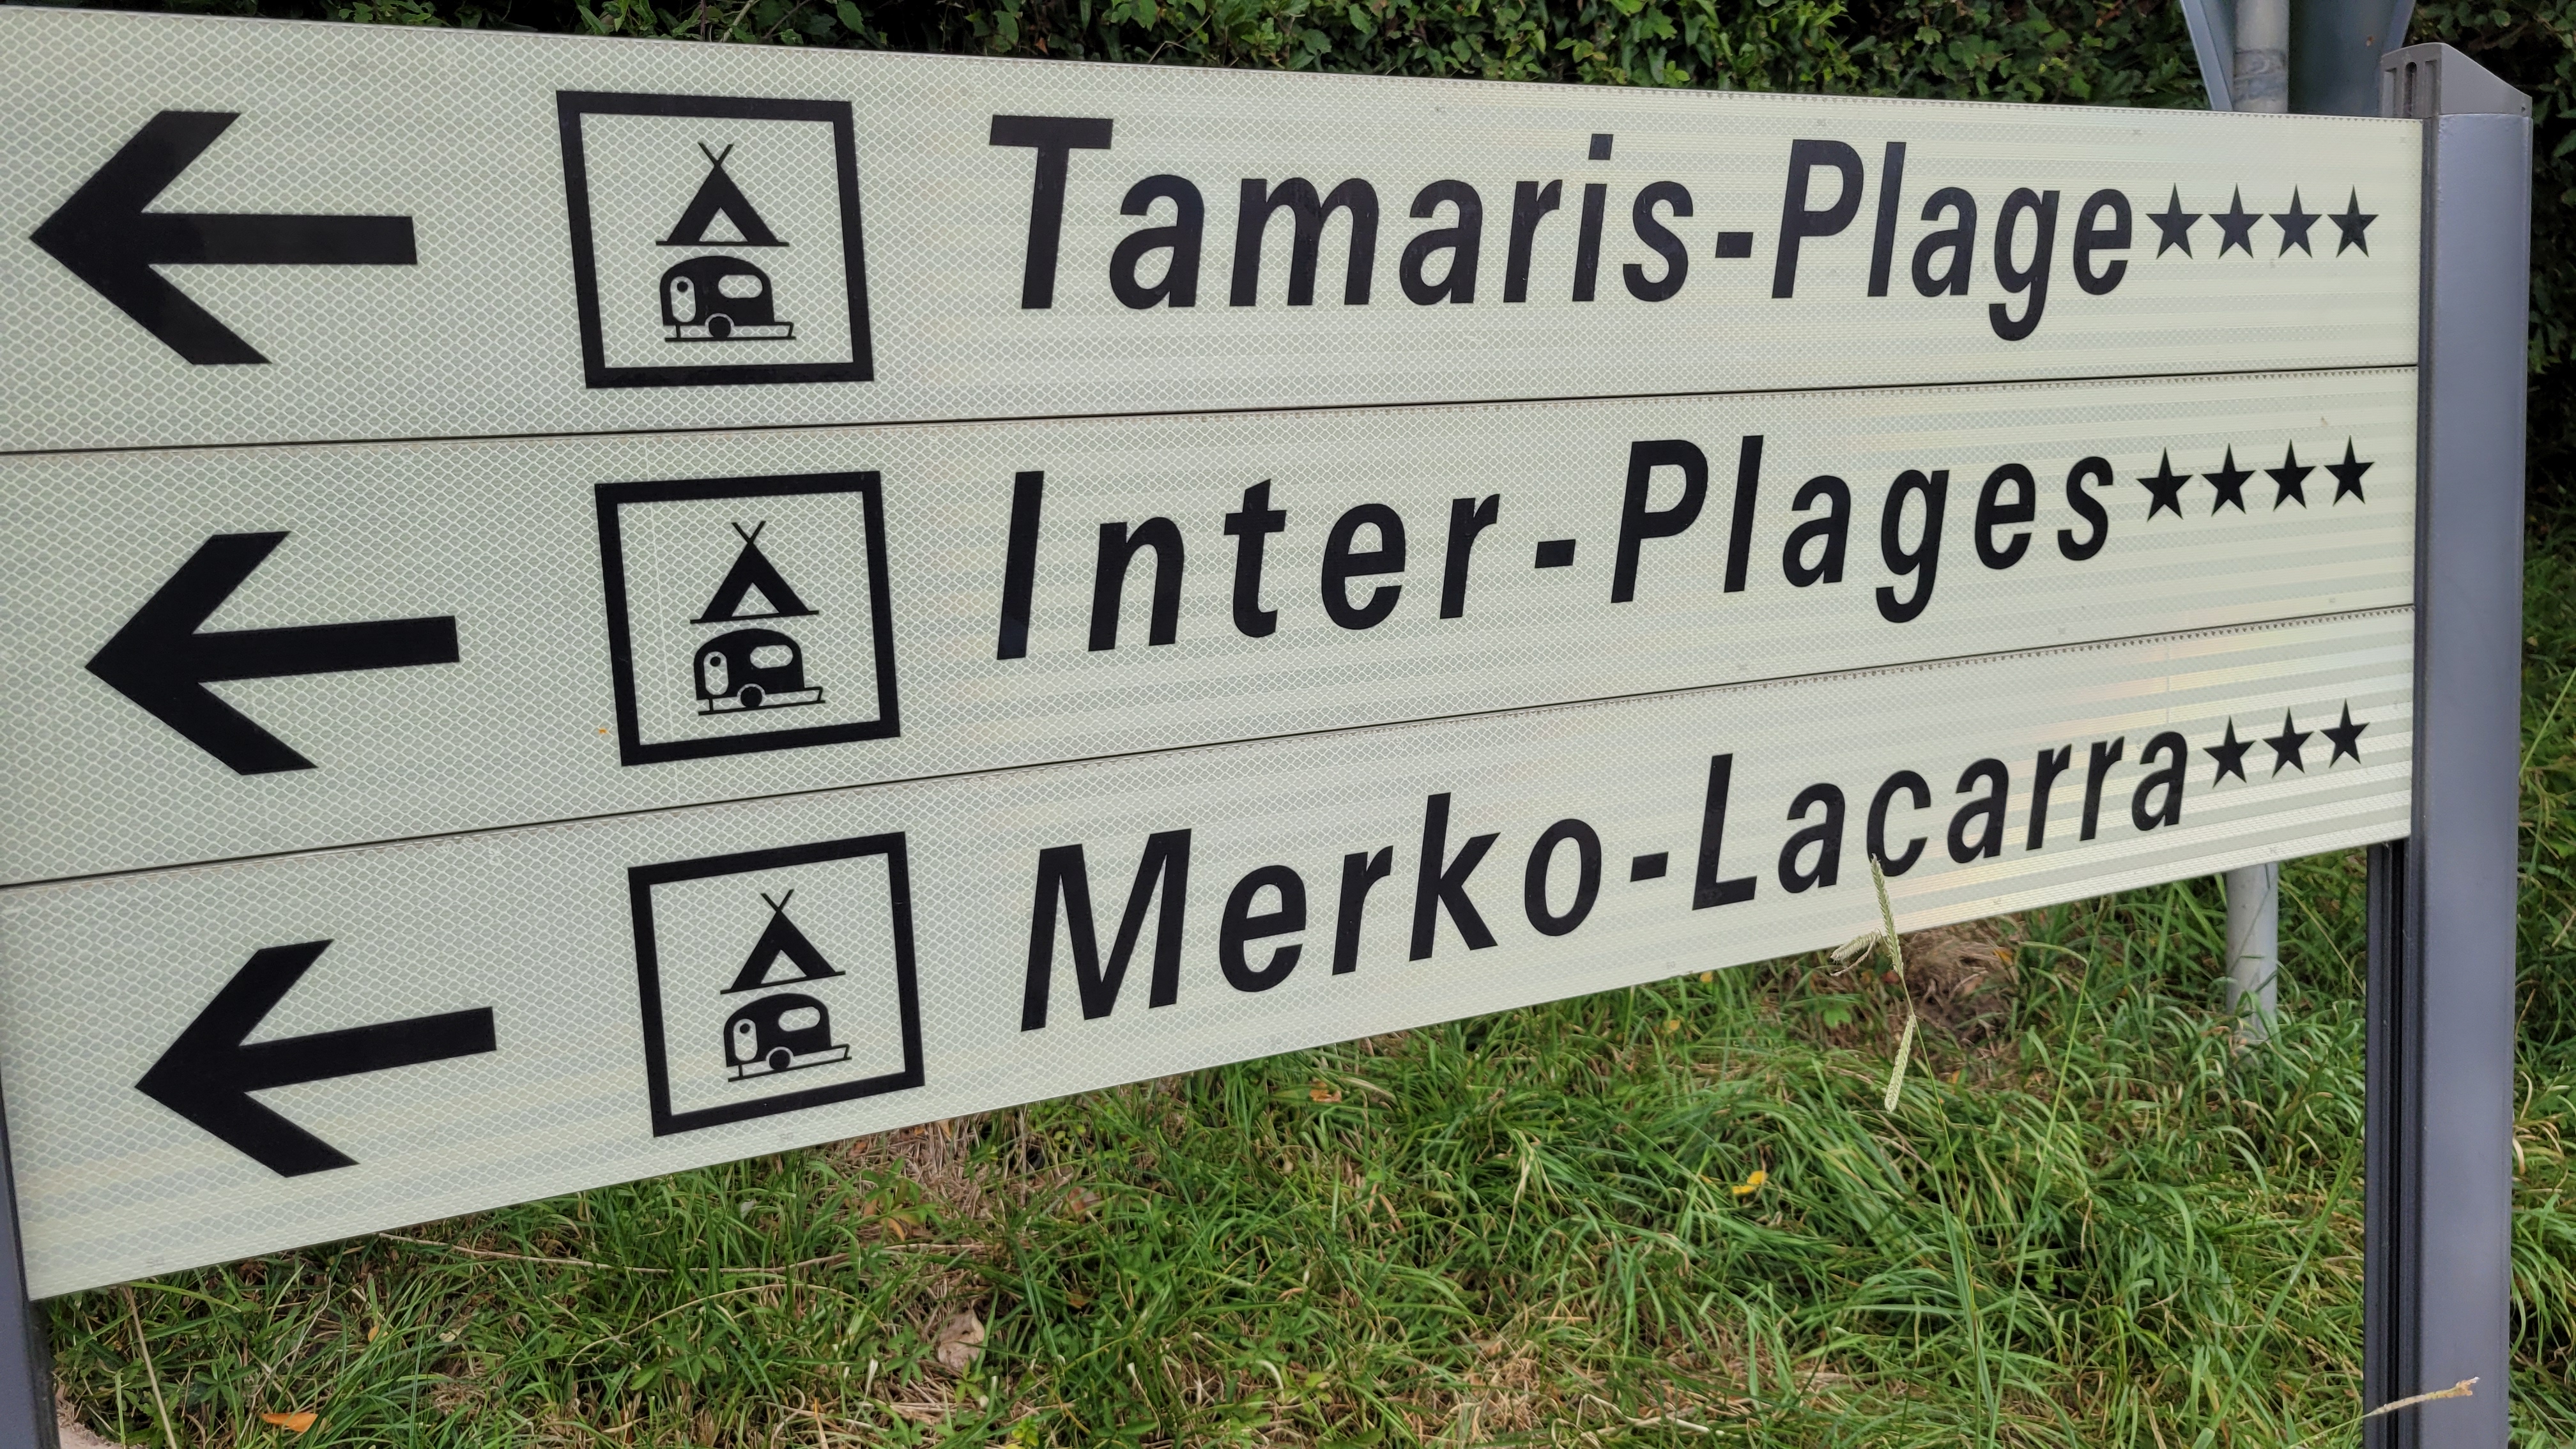 Tamaris-Plage★★★★
Inter-Plages★★★★
Merko-Lacarra★★★